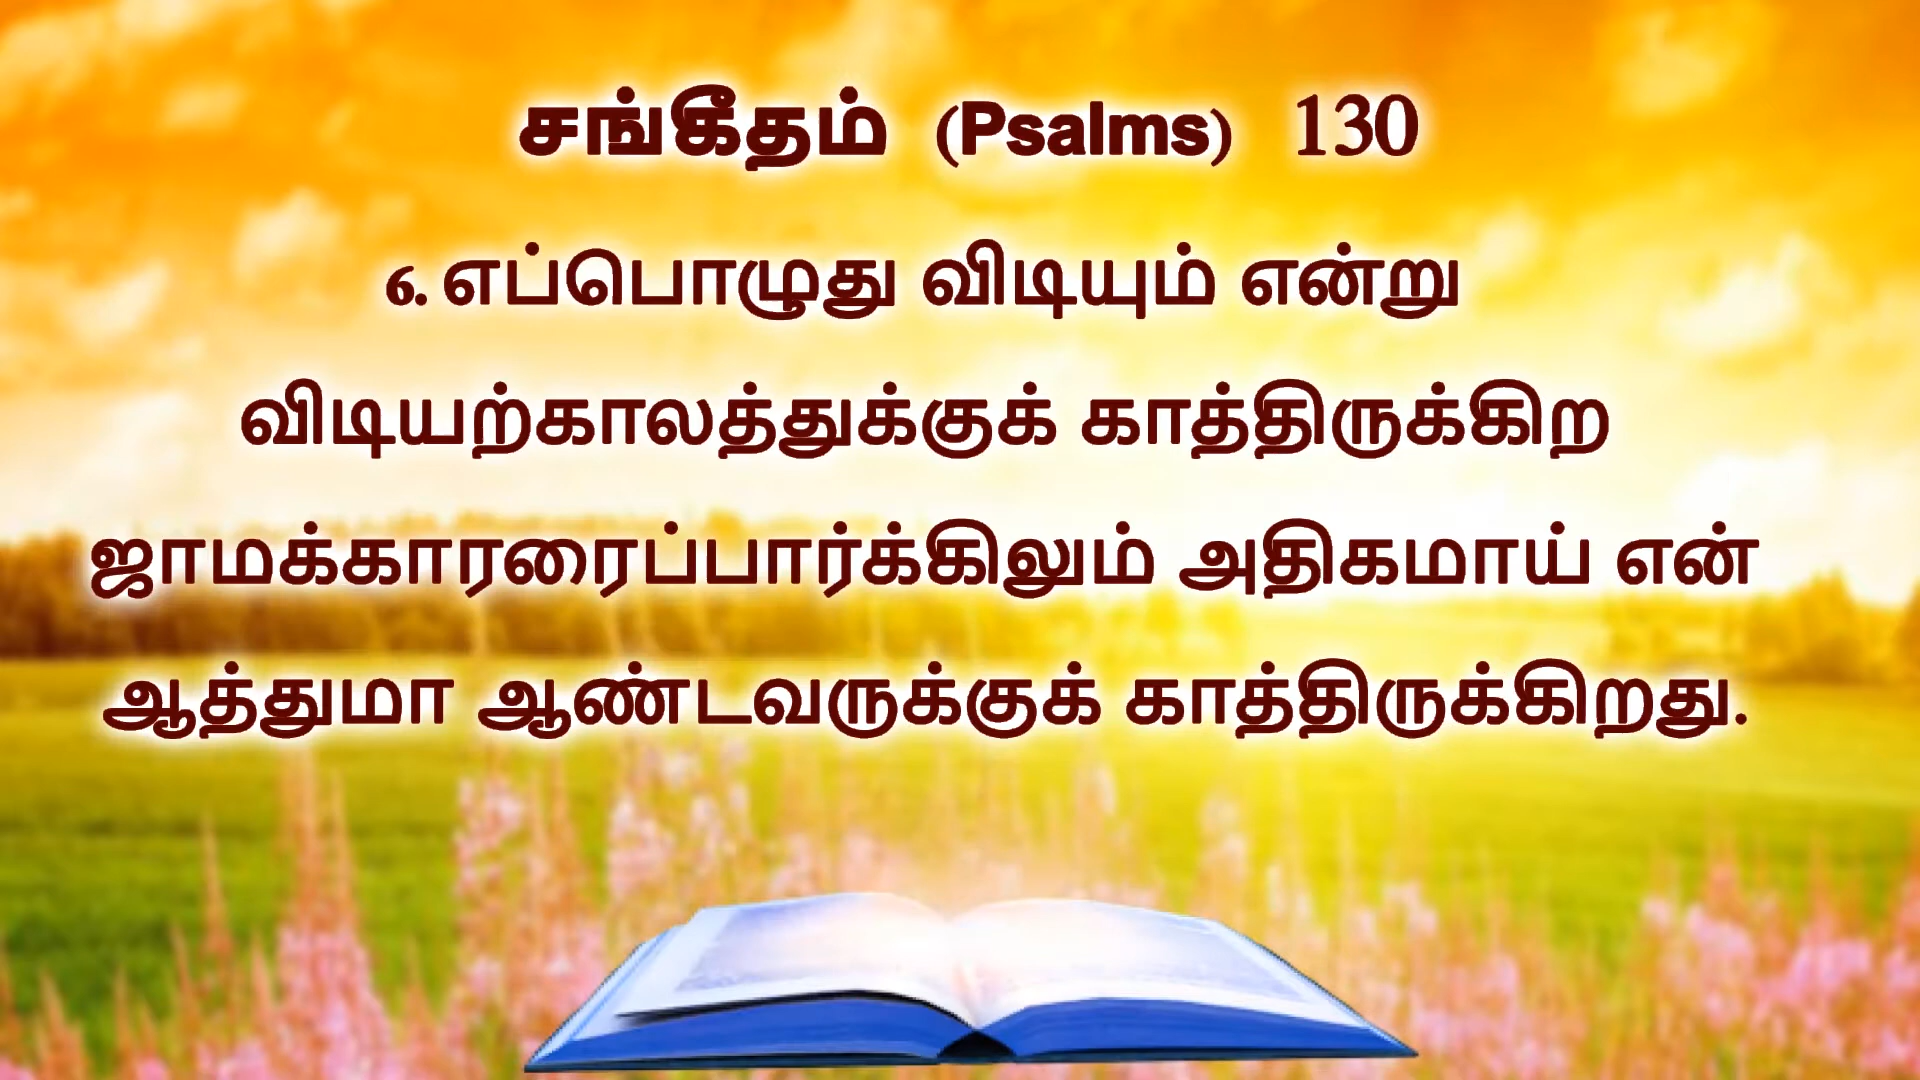 சங்கீதம் (Psalms) 130
6. எப்பொழுது விடியும் என்று
விடியற்காலத்துக்குக் காத்திருக்கிற
ஜாமக்காரரைப்பார்க்கிலும் அதிகமாய் என்
ஆத்துமா ஆண்டவருக்குக் காத்திருக்கிறது.